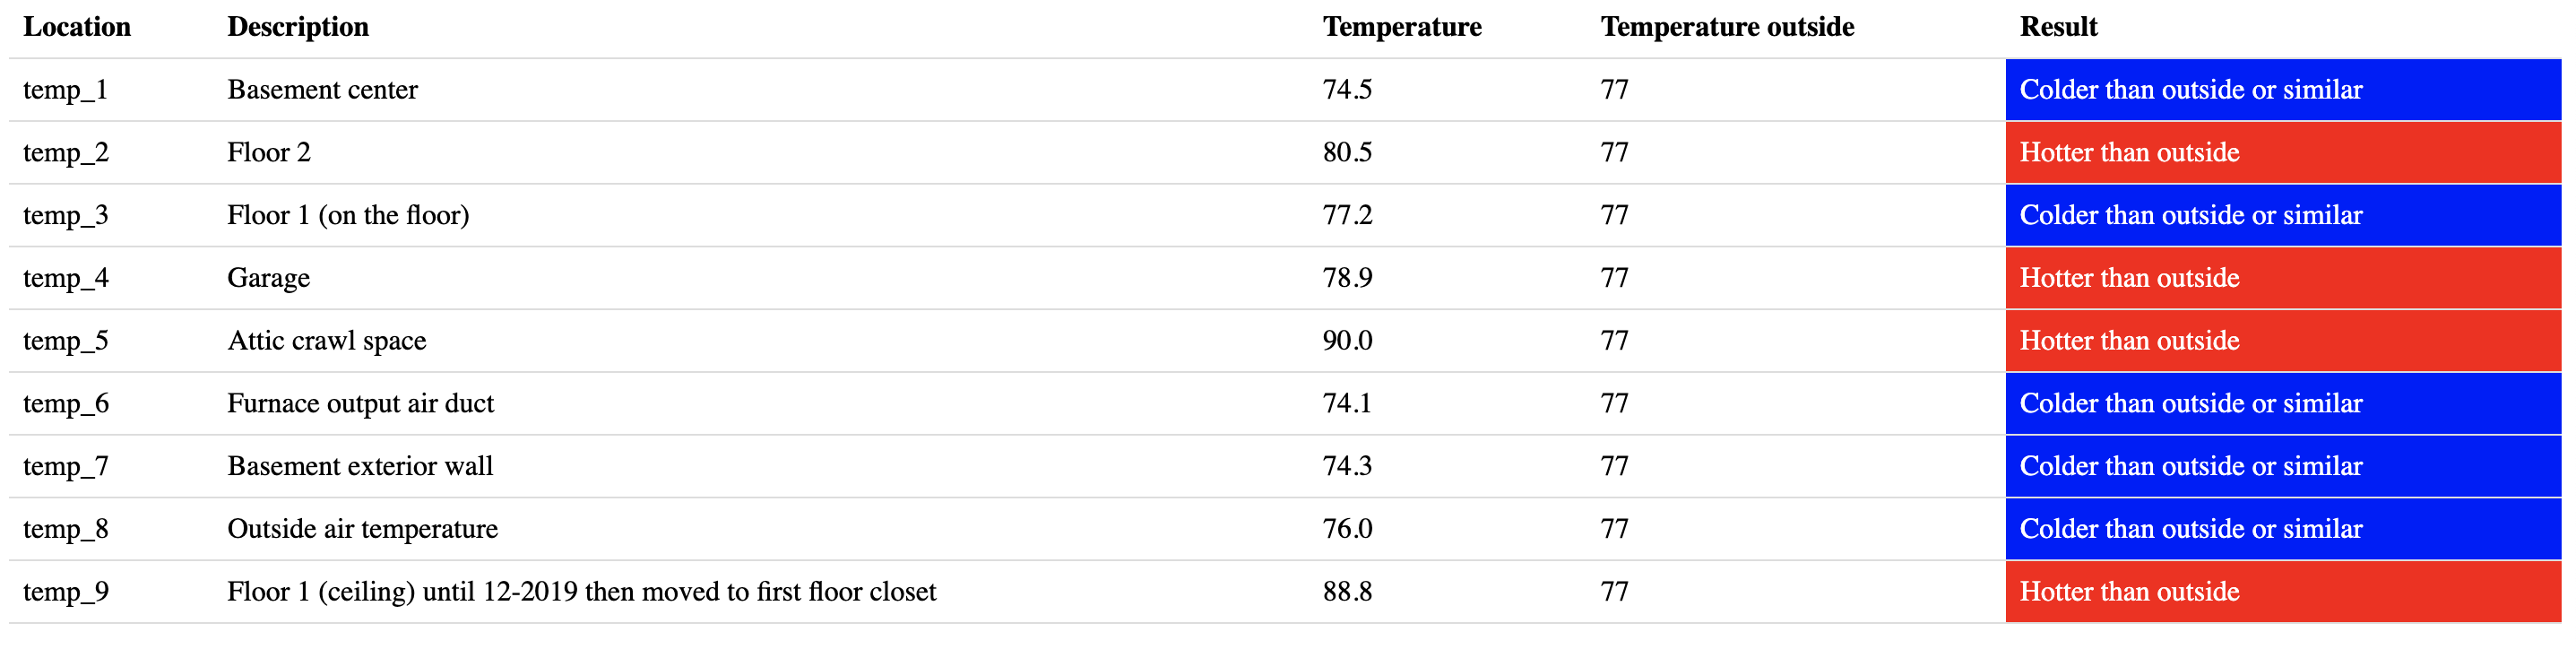 Location Description Temperature Temperature outside Result
temp_1 Basement center 74.5 77 Colder than outside or similar
temp_2 Floor 2 80.5 77 Hotter than outside
temp_3 Floor 1 (on the floor) 77.2 77 Colder than outside or similar
temp_4 Garage 78.9 77 Hotter than outside
temp_5 Attic crawl space 90.0 77 Hotter than outside
temp_6 Furnace output air duct 74.1 77 Colder than outside or similar
temp_7 Basement exterior wall 74.3 77 Colder than outside or similar
temp_8 Outside air temperature 76.0 77 Colder than outside or similar
temp_9 Floor 1 (ceiling) until 12-2019 then moved to first floor closet 88.8 77 Hotter than outside